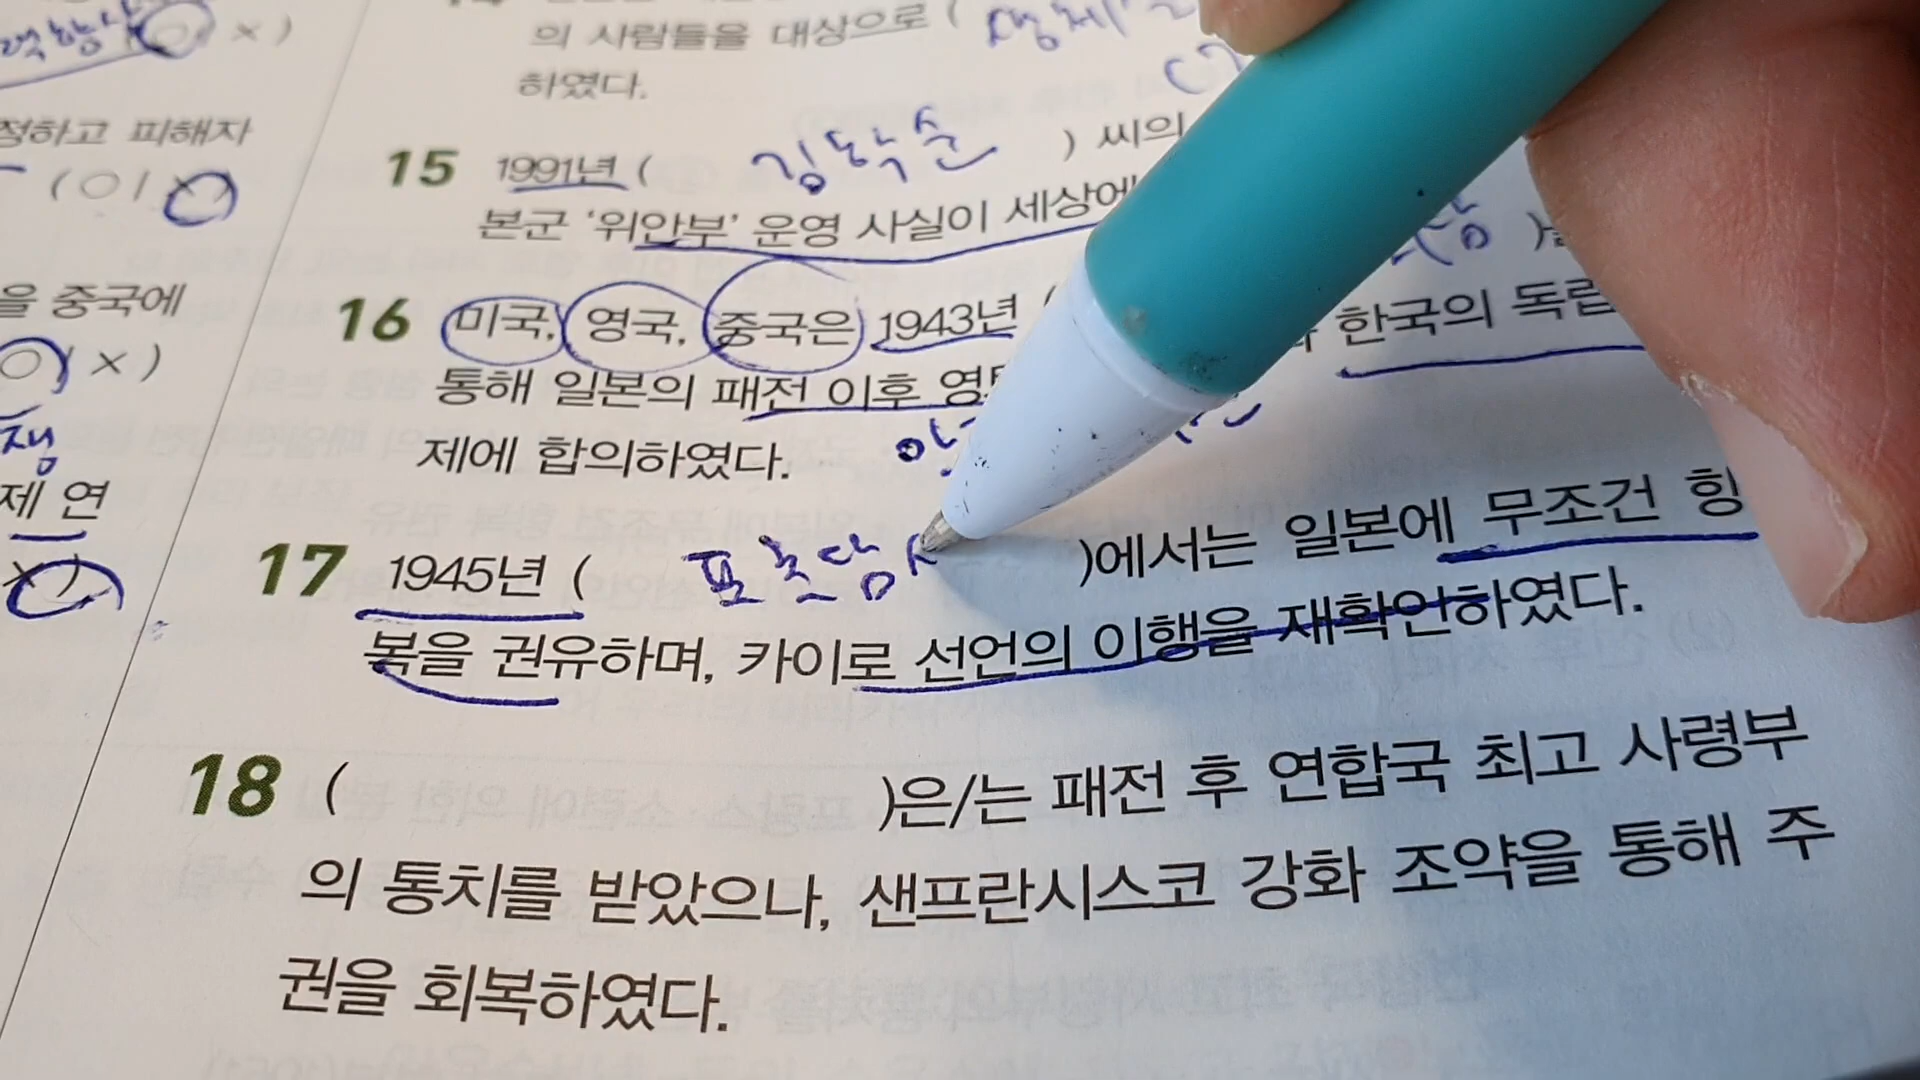 의 사람들을 대상으로 (
하였다.
정하고 피해자
( ○ / × )
을 중국에
○ / × )
제 연
15 1991년 ( 김학순 ) 씨의
본군 '위안부' 운영 사실이 세상에
16 미국, 영국, 중국은 1943년 ( 한국의 독립
통해 일본의 패전 이후 영
제에 합의하였다.
17 1945년 ( 포츠담 )에서는 일본에 무조건 항
복을 권유하며, 카이로 선언의 이행을 재확인하였다.
18 ( )은/는 패전 후 연합국 최고 사령부
의 통치를 받았으나, 샌프란시스코 강화 조약을 통해 주
권을 회복하였다.